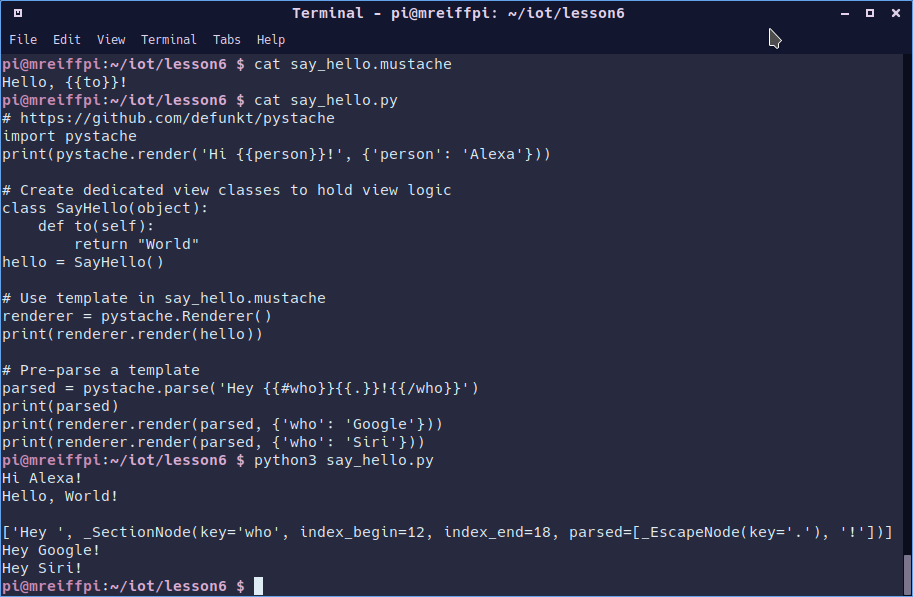 Terminal - pi@mreiffpi: ~/iot/lesson6
File Edit View Terminal Tabs Help
pi@mreiffpi:~/iot/lesson6 $ cat say_hello.mustache
Hello, {{to}}!
pi@mreiffpi:~/iot/lesson6 $ cat say_hello.py
# https://github.com/defunkt/pystache
import pystache
print(pystache.render('Hi {{person}}!', {'person': 'Alexa'}))

# Create dedicated view classes to hold view logic
class SayHello(object):
    def to(self):
        return "World"
hello = SayHello()

# Use template in say_hello.mustache
renderer = pystache.Renderer()
print(renderer.render(hello))

# Pre-parse a template
parsed = pystache.parse('Hey {{#who}}{{.}}!{{/who}}')
print(parsed)
print(renderer.render(parsed, {'who': 'Google'}))
print(renderer.render(parsed, {'who': 'Siri'}))
pi@mreiffpi:~/iot/lesson6 $ python3 say_hello.py
Hi Alexa!
Hello, World!

['Hey ', _SectionNode(key='who', index_begin=12, index_end=18, parsed=[_EscapeNode(key='.'), '!'])]
Hey Google!
Hey Siri!
pi@mreiffpi:~/iot/lesson6 $